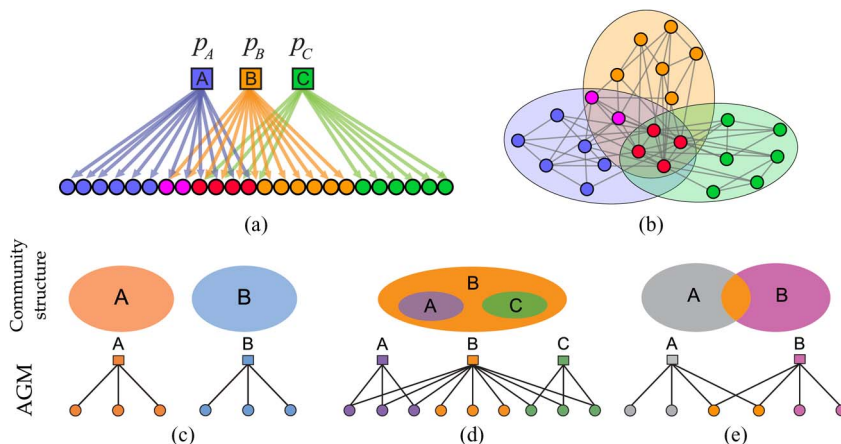 p_A p_B p_C
A B C
(a)
(b)
Community
structure
A
B
B
A
C
A
B
AGM
A
B
A
B
C
A
B
(c)
(d)
(e)